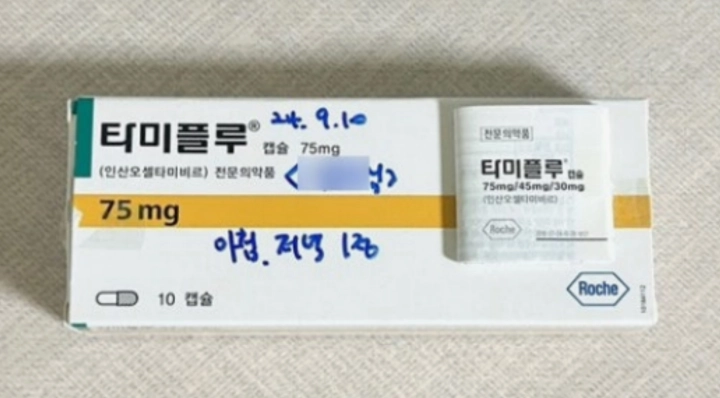 타미플루® 24. 9.10
캡슐 75mg
(인산오셀타미비르) 전문의약품 < 님>
75 mg
아침. 저녁 1정
10 캡슐
Roche
전문의약품
타미플루® 캡슐
75mg/45mg/30mg
(인산오셀타미비르)
Roche